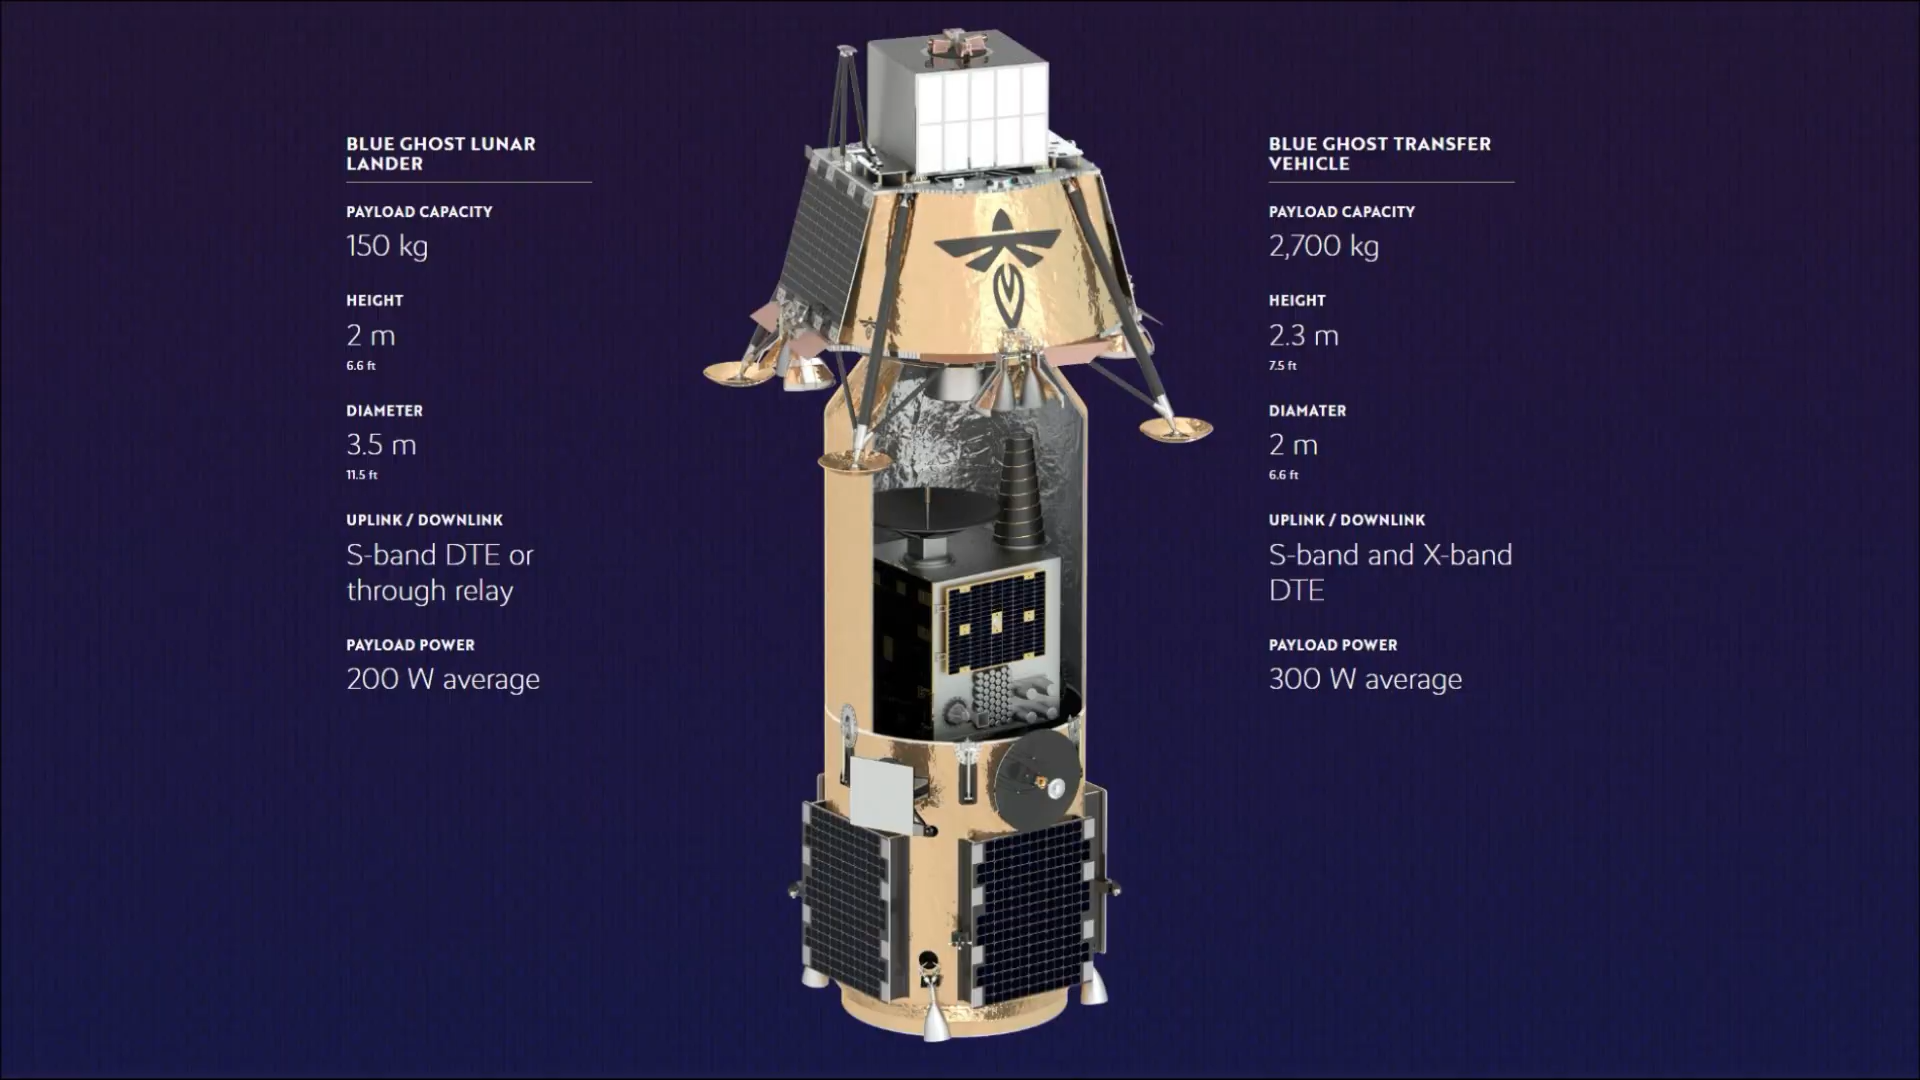 BLUE GHOST LUNAR
LANDER
PAYLOAD CAPACITY
150 kg
HEIGHT
2 m
6.6 ft
DIAMETER
3.5 m
11.5 ft
UPLINK / DOWNLINK
S-band DTE or
through relay
PAYLOAD POWER
200 W average
BLUE GHOST TRANSFER
VEHICLE
PAYLOAD CAPACITY
2,700 kg
HEIGHT
2.3 m
7.5 ft
DIAMATER
2 m
6.6 ft
UPLINK / DOWNLINK
S-band and X-band
DTE
PAYLOAD POWER
300 W average